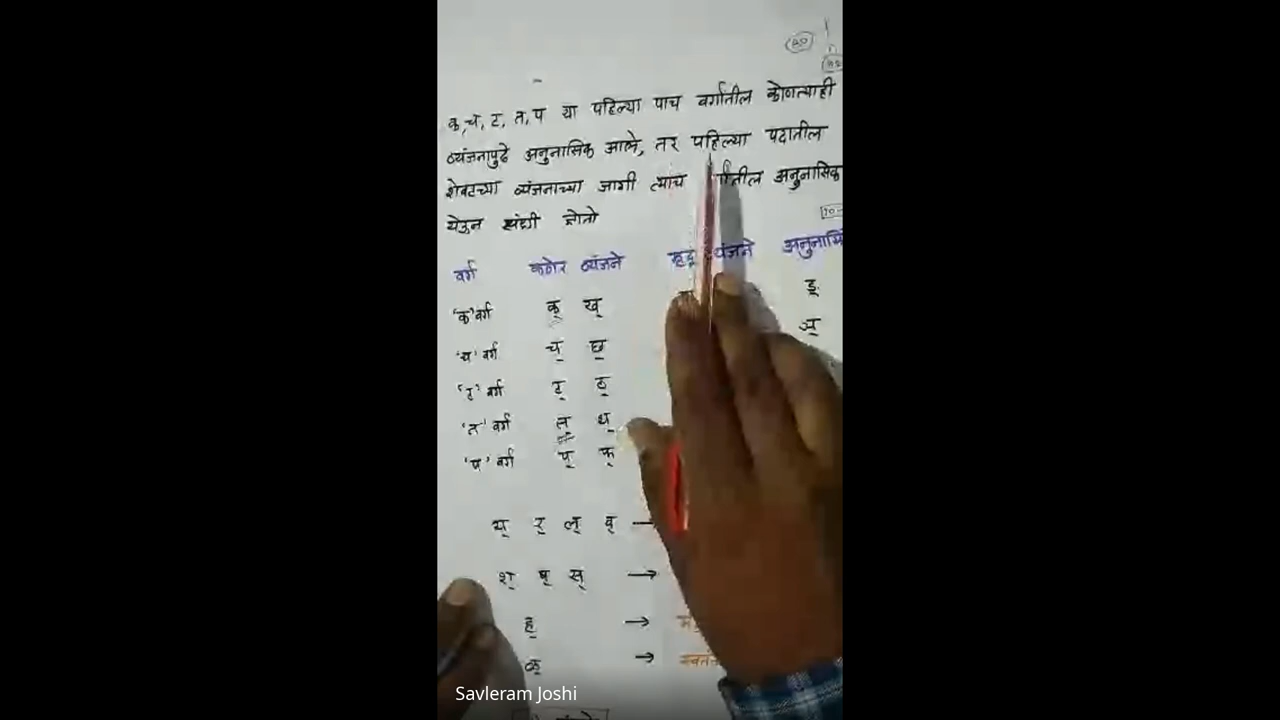 क, च, ट, त, प या पहिल्या पाच वर्गातील कोणत्याही
व्यंजनापुढे अनुनासिक आले, तर पहिल्या पदातील
शेवटच्या व्यंजनाच्या जागी त्याच अनुनासिक
येऊन संधी होतो
वर्ग कठोर व्यंजने मृदू
'क' वर्ग क् ख् ङ्
'च' वर्ग च् छ् ञ्
'ट' वर्ग ट् ठ्
'त' वर्ग त् थ्
'प' वर्ग प् फ्
य् र् ल् व् →
श् ष् स् →
ह् →
ळ् →
Savleram Joshi